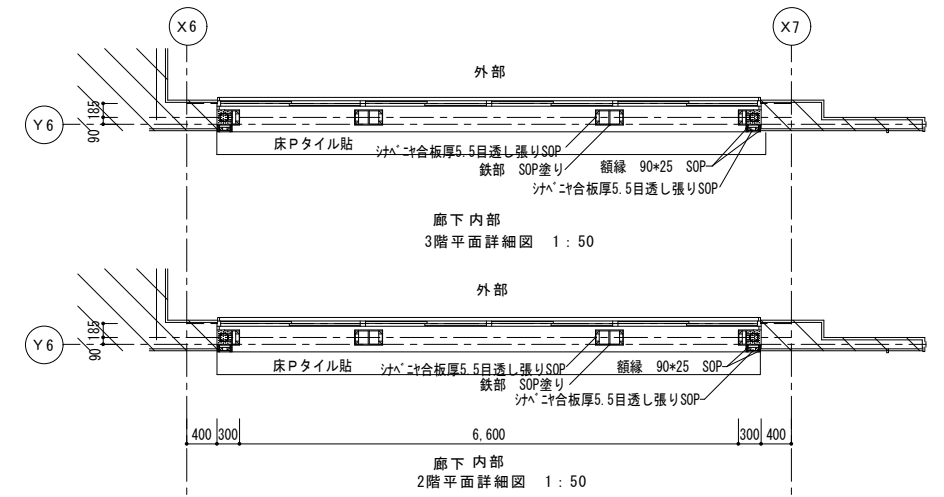 X6
X7
外部
Y6
185
90
床Pタイル貼
シナベニヤ合板厚5.5目透し張りSOP
鉄部 SOP塗り
額縁 90*25 SOP
シナベニヤ合板厚5.5目透し張りSOP
廊下内部
3階平面詳細図 1:50
外部
Y6
185
90
床Pタイル貼
シナベニヤ合板厚5.5目透し張りSOP
額縁 90*25 SOP
鉄部 SOP塗り
シナベニヤ合板厚5.5目透し張りSOP
400 300 6,600 300 400
廊下内部
2階平面詳細図 1:50